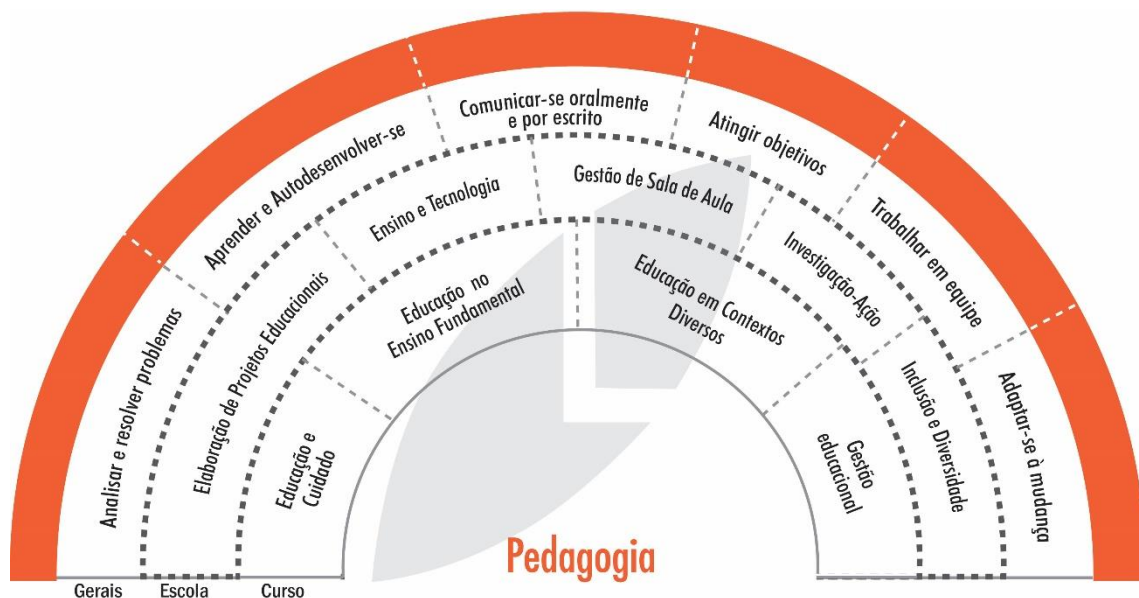 Analisar e resolver problemas
Aprender e Autodesenvolver-se
Comunicar-se oralmente
e por escrito
Atingir objetivos
Trabalhar em equipe
Adaptar-se à mudança
Elaboração de Projetos Educacionais
Ensino e Tecnologia
Gestão de Sala de Aula
Investigação-Ação
Inclusão e Diversidade
Educação e
Cuidado
Educação no
Ensino Fundamental
Educação em Contextos
Diversos
Gestão
educacional
Pedagogia
Gerais
Escola
Curso